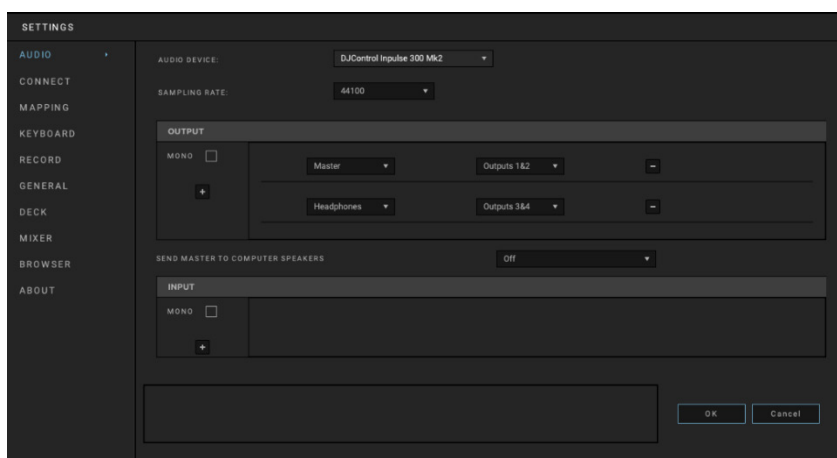 SETTINGS
AUDIO
CONNECT
MAPPING
KEYBOARD
RECORD
GENERAL
DECK
MIXER
BROWSER
ABOUT
AUDIO DEVICE: DJControl Inpulse 300 Mk2
SAMPLING RATE: 44100
OUTPUT
MONO
+
Master Outputs 1&2 −
Headphones Outputs 3&4 −
SEND MASTER TO COMPUTER SPEAKERS Off
INPUT
MONO
+
OK Cancel